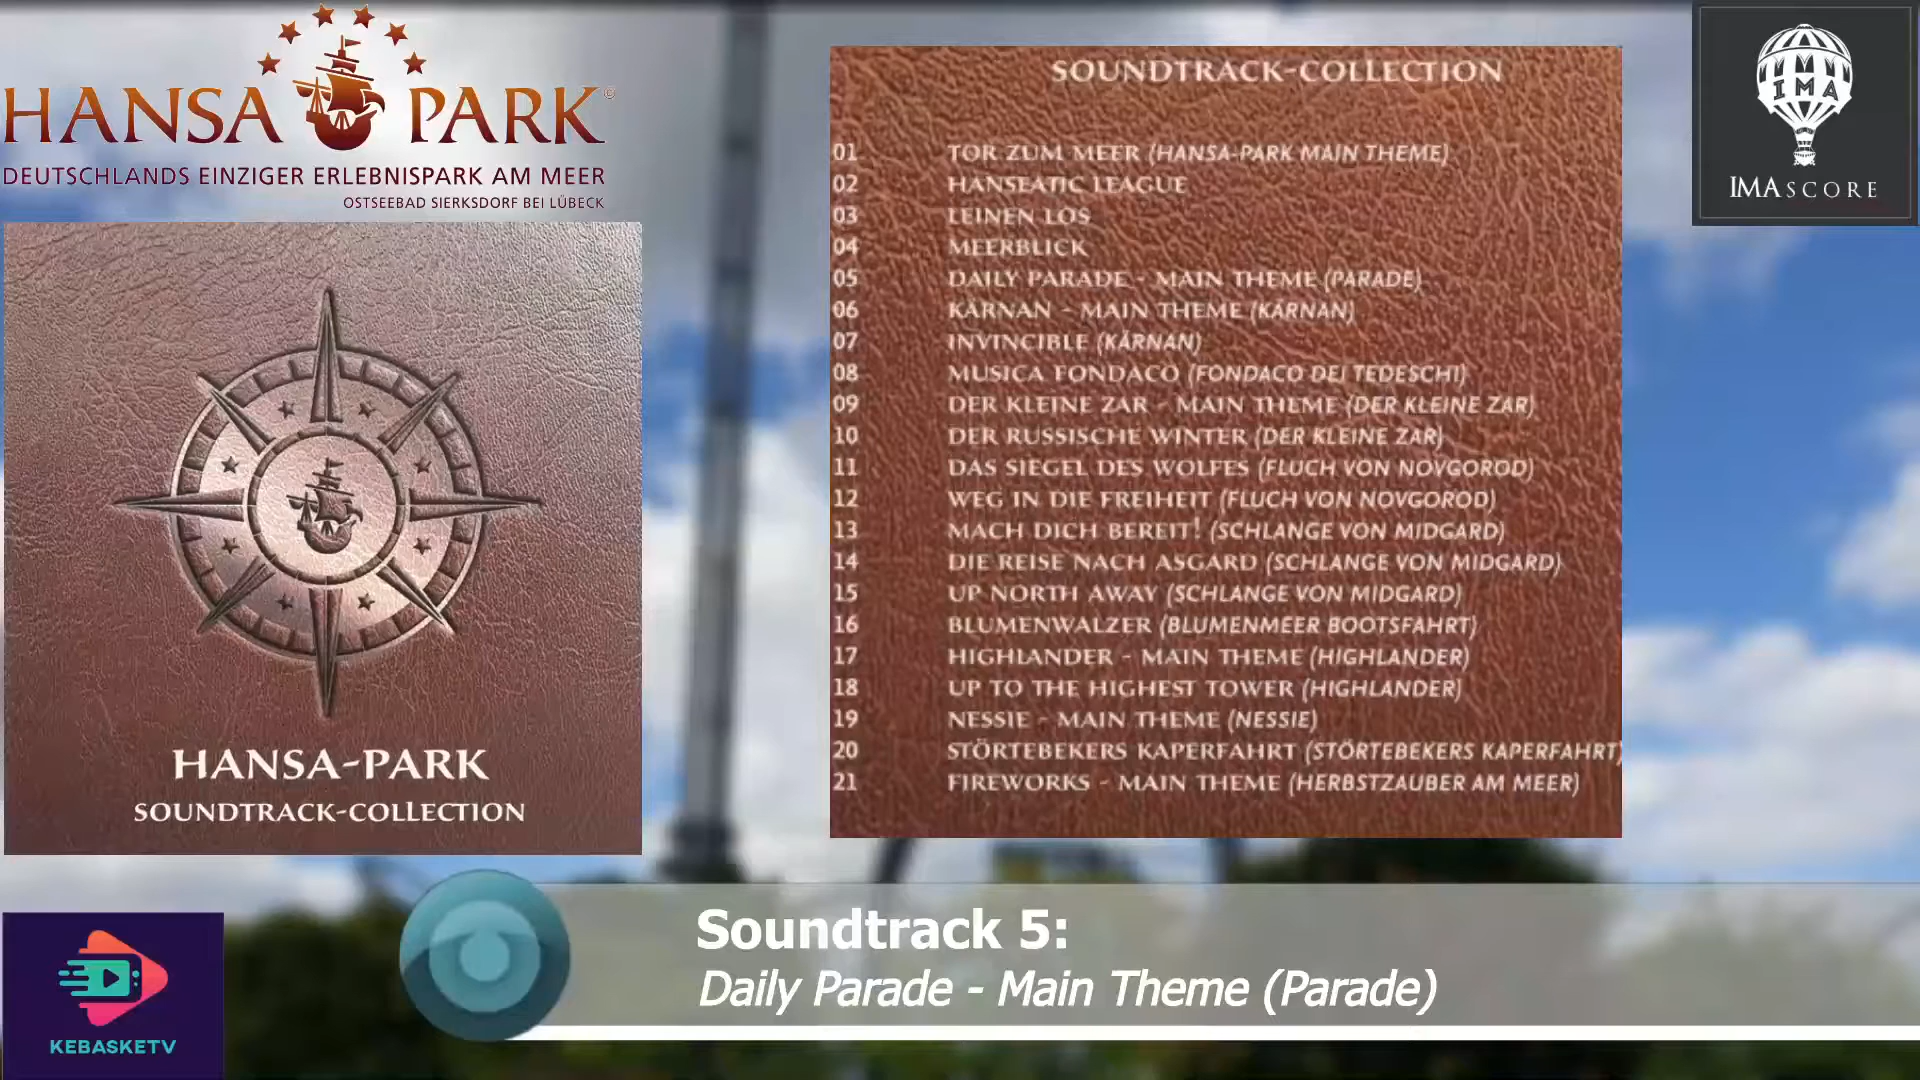 HANSA PARK©
DEUTSCHLANDS EINZIGER ERLEBNISPARK AM MEER
OSTSEEBAD SIERKSDORF BEI LÜBECK
HANSA-PARK
SOUNDTRACK-COLLECTION
SOUNDTRACK-COLLECTION
01 TOR ZUM MEER (HANSA-PARK MAIN THEME)
02 HANSEATIC LEAGUE
03 LEINEN LOS
04 MEERBLICK
05 DAILY PARADE - MAIN THEME (PARADE)
06 KÄRNAN - MAIN THEME (KÄRNAN)
07 INVINCIBLE (KÄRNAN)
08 MUSICA FONDACO (FONDACO DEI TEDESCHI)
09 DER KLEINE ZAR - MAIN THEME (DER KLEINE ZAR)
10 DER RUSSISCHE WINTER (DER KLEINE ZAR)
11 DAS SIEGEL DES WOLFES (FLUCH VON NOVGOROD)
12 WEG IN DIE FREIHEIT (FLUCH VON NOVGOROD)
13 MACH DICH BEREIT! (SCHLANGE VON MIDGARD)
14 DIE REISE NACH ASGARD (SCHLANGE VON MIDGARD)
15 UP NORTH AWAY (SCHLANGE VON MIDGARD)
16 BLUMENWALZER (BLUMENMEER BOOTSFAHRT)
17 HIGHLANDER - MAIN THEME (HIGHLANDER)
18 UP TO THE HIGHEST TOWER (HIGHLANDER)
19 NESSIE - MAIN THEME (NESSIE)
20 STÖRTEBEKERS KAPERFAHRT (STÖRTEBEKERS KAPERFAHRT)
21 FIREWORKS - MAIN THEME (HERBSTZAUBER AM MEER)
IMA
IMASCORE
KEBASKETV
Soundtrack 5:
Daily Parade - Main Theme (Parade)